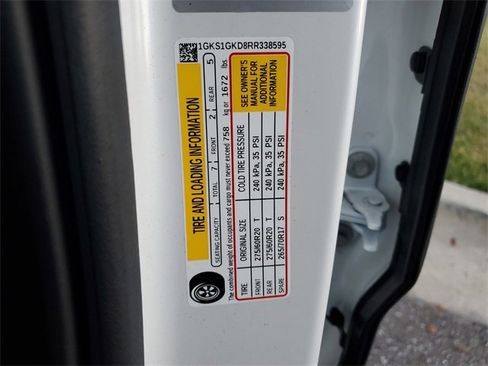 1GKS1GKD8RR338595
TIRE AND LOADING INFORMATION
SEATING CAPACITY TOTAL 7 FRONT 2 REAR 5
The combined weight of occupants and cargo must never exceed 758 kg or 1672 lbs.
TIRE ORIGINAL SIZE COLD TIRE PRESSURE
FRONT 275/60R20 T 240 kPa, 35 PSI
REAR 275/60R20 T 240 kPa, 35 PSI
SPARE 265/70R17 S 240 kPa, 35 PSI
SEE OWNER'S
MANUAL FOR
ADDITIONAL
INFORMATION